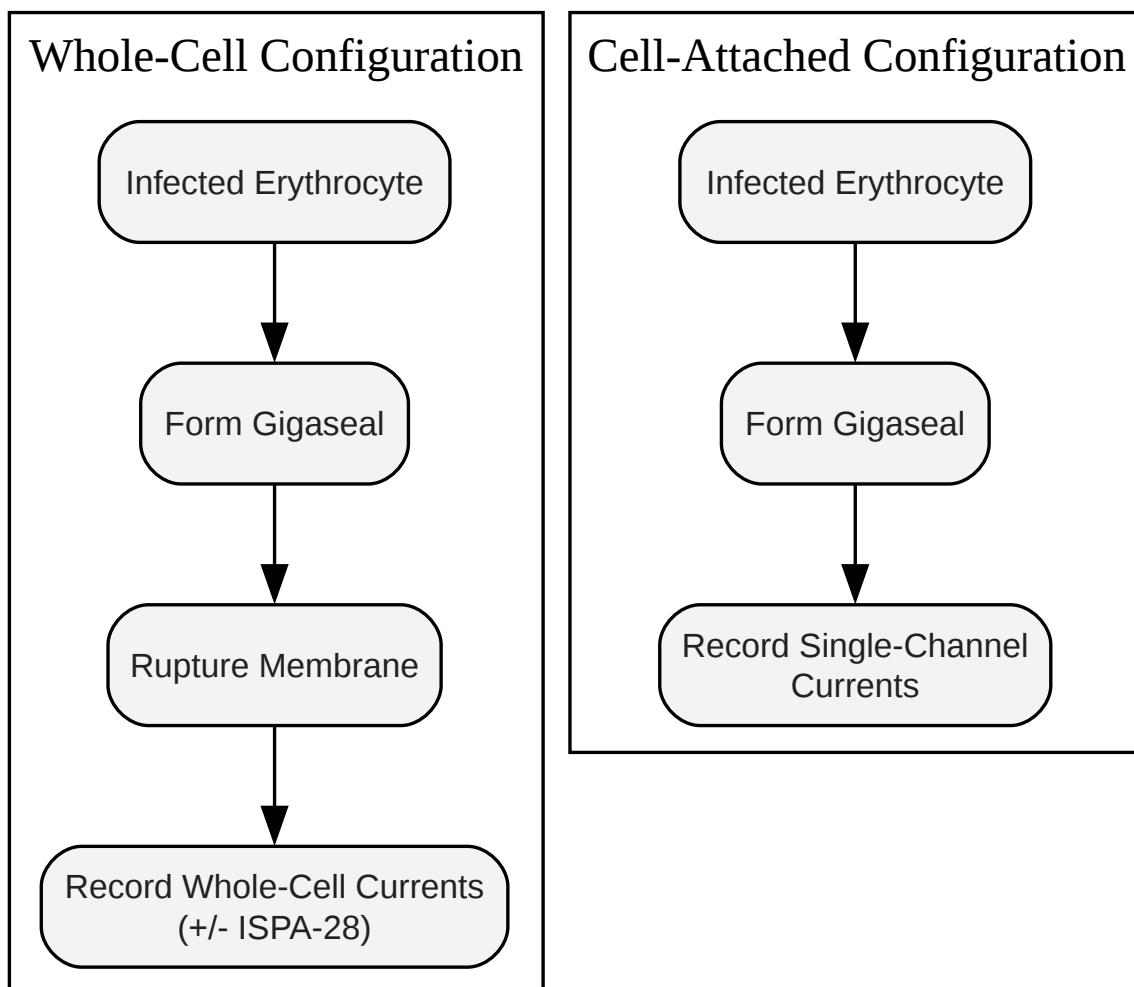 Whole-Cell Configuration
Infected Erythrocyte
Form Gigaseal
Rupture Membrane
Record Whole-Cell Currents
(+/- ISPA-28)
Cell-Attached Configuration
Infected Erythrocyte
Form Gigaseal
Record Single-Channel
Currents